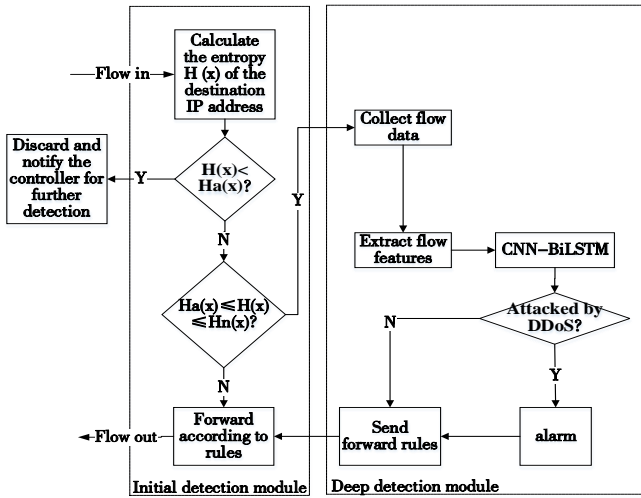 Flow in
Calculate
the entropy
H (x) of the
destination
IP address
Discard and
notify the
controller for
further
detection
Y
H(x)<
Ha(x)?
N
Y
Ha(x)≤H(x)
≤Hn(x)?
N
Flow out
Forward
according to
rules
Initial detection module
Collect flow
data
Extract flow
features
CNN−BiLSTM
Attacked by
DDoS?
N
Y
Send
forward rules
alarm
Deep detection module